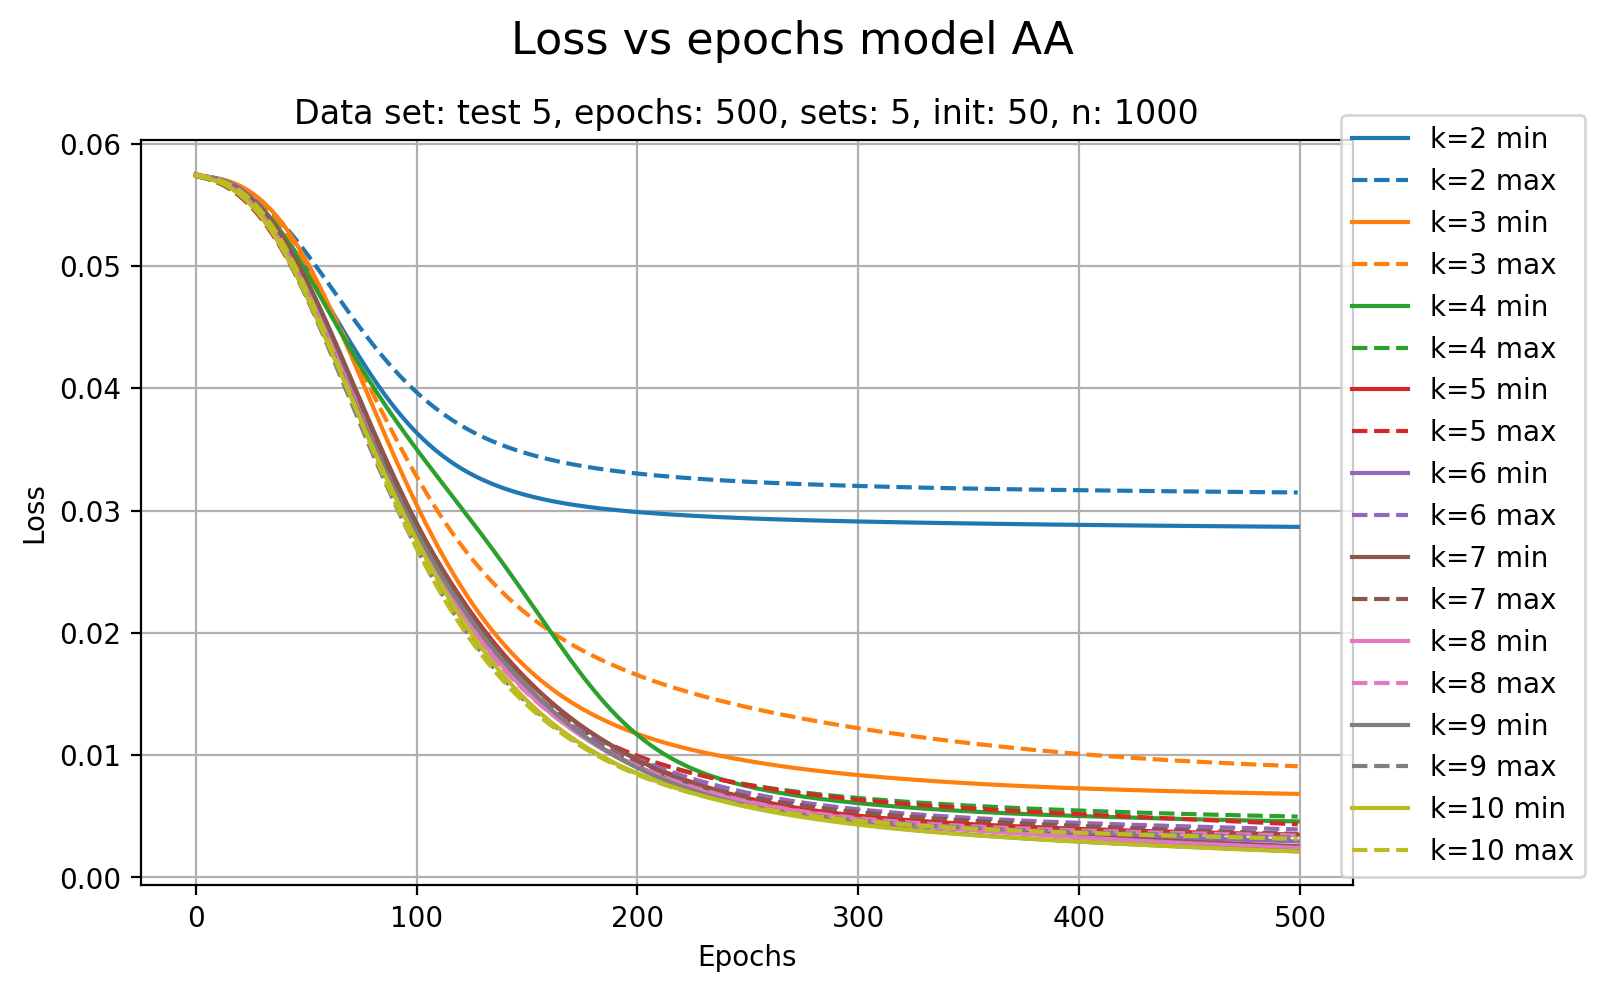 Loss vs epochs model AA
Data set: test 5, epochs: 500, sets: 5, init: 50, n: 1000
0.06
0.05
0.04
0.03
0.02
0.01
0.00
Loss
0 100 200 300 400 500
Epochs
k=2 min
k=2 max
k=3 min
k=3 max
k=4 min
k=4 max
k=5 min
k=5 max
k=6 min
k=6 max
k=7 min
k=7 max
k=8 min
k=8 max
k=9 min
k=9 max
k=10 min
k=10 max